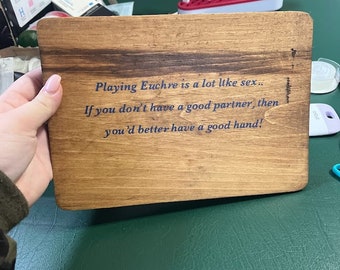 Playing Euchre is a lot like sex..
If you don't have a good partner, then
you'd better have a good hand!